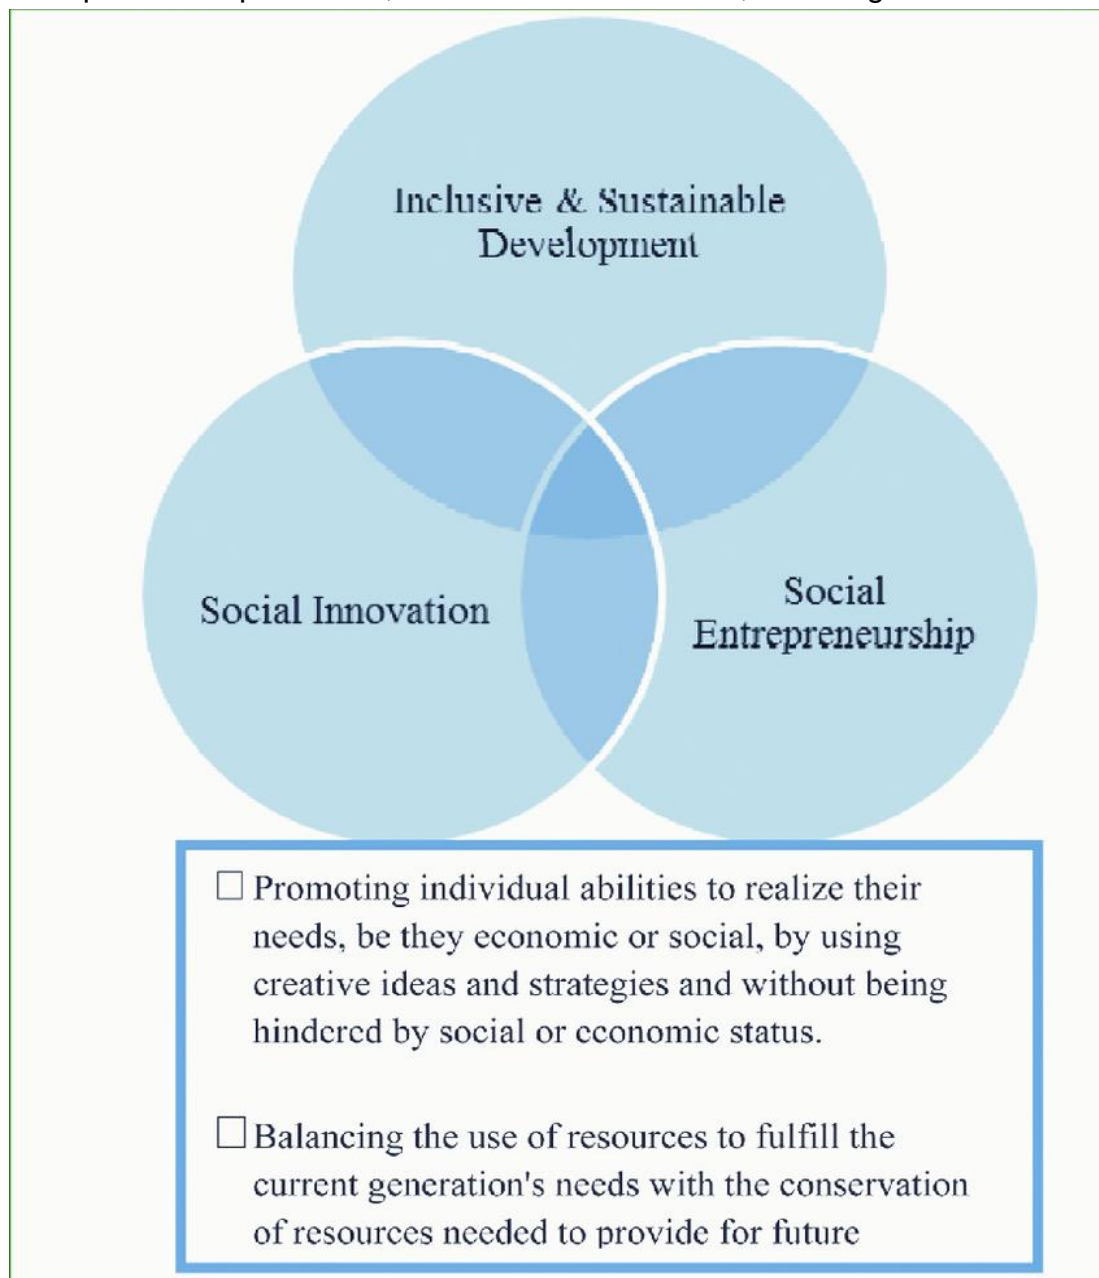 Inclusive & Sustainable
Development
Social Innovation
Social
Entrepreneurship
☐ Promoting individual abilities to realize their
needs, be they economic or social, by using
creative ideas and strategies and without being
hindered by social or economic status.
☐ Balancing the use of resources to fulfill the
current generation's needs with the conservation
of resources needed to provide for future